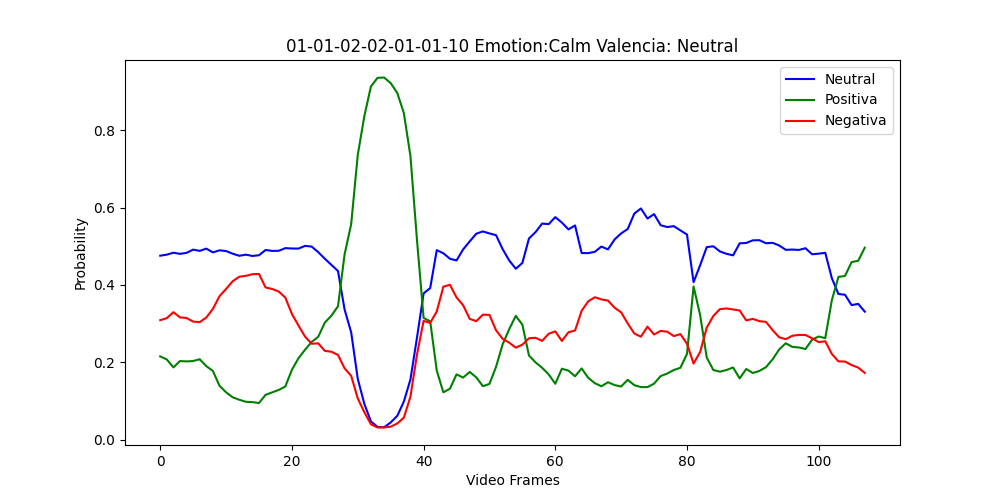 01-01-02-02-01-01-10 Emotion:Calm Valencia: Neutral
Neutral
Positiva
Negativa
Probability
0.8
0.6
0.4
0.2
0.0
0 20 40 60 80 100
Video Frames